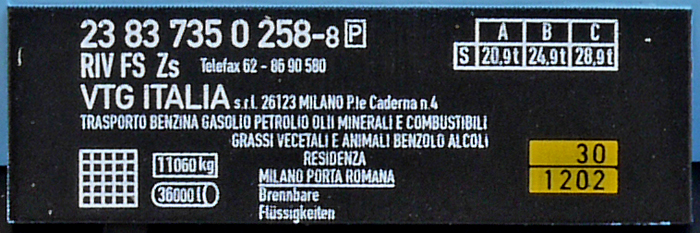 23 83 735 0 258-8 P
RIV FS Zs Telefax 62 - 86 90 580
VTG ITALIA s.r.l. 26123 MILANO P.le Caderna n.4
TRASPORTO BENZINA GASOLIO PETROLIO OLII MINERALI E COMBUSTIBILI
GRASSI VEGETALI E ANIMALI BENZOLO ALCOLI
RESIDENZA
MILANO PORTA ROMANA
Brennbare
Flüssigkeiten
11060 kg
36000 l
A B C
S 20,9t 24,9t 28,9t
30
1202